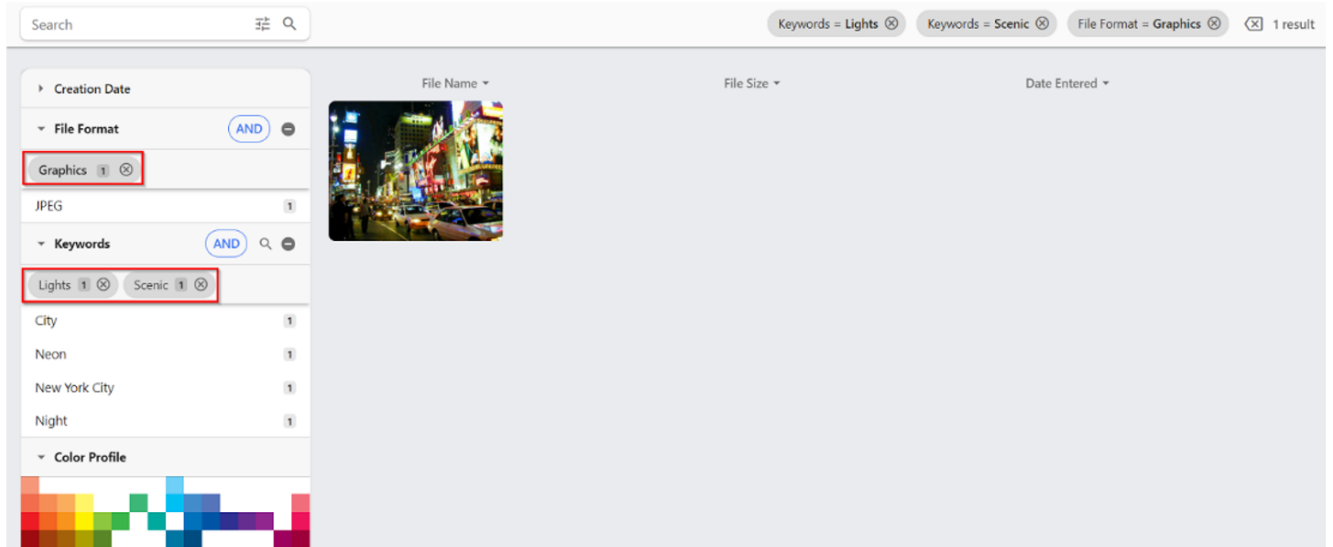 Search
Keywords = Lights
Keywords = Scenic
File Format = Graphics
1 result
Creation Date
File Format AND
Graphics 1
JPEG 1
Keywords AND
Lights 1 Scenic 1
City 1
Neon 1
New York City 1
Night 1
Color Profile
File Name File Size Date Entered